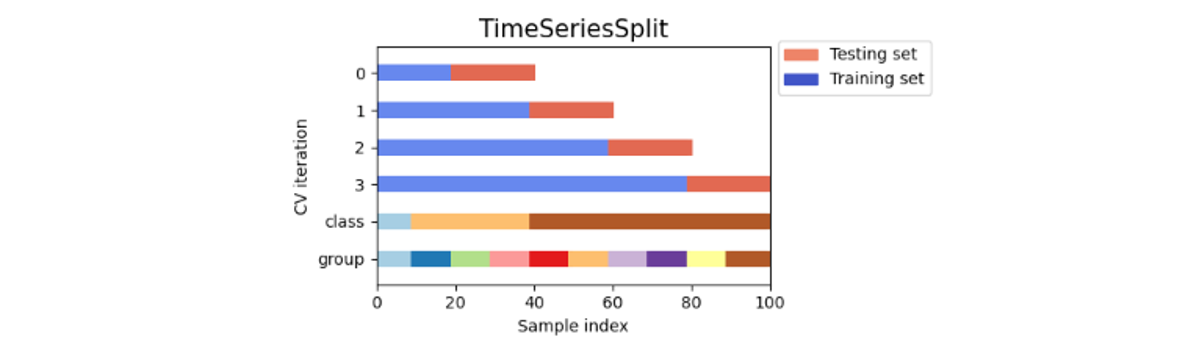 TimeSeriesSplit
Testing set
Training set
CV iteration
0
1
2
3
class
group
0 20 40 60 80 100
Sample index